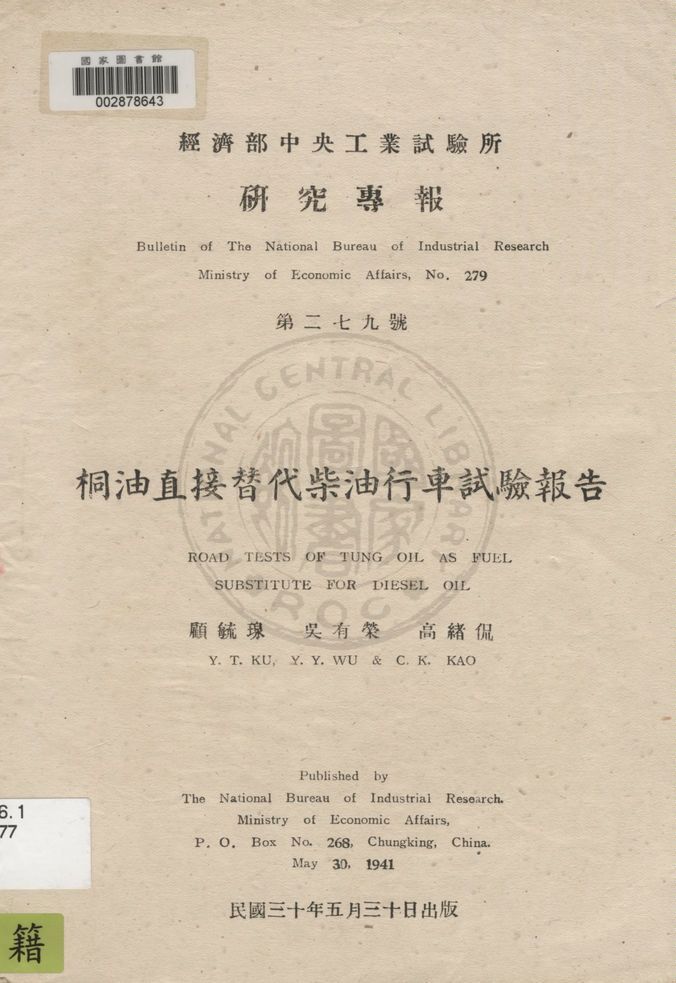 國家圖書館
002878643
經濟部中央工業試驗所
研究專報
Bulletin of The National Bureau of Industrial Research
Ministry of Economic Affairs, No. 279
第二七九號
NATIONAL CENTRAL LIBRARY
桐油直接替代柴油行車試驗報告
ROAD TESTS OF TUNG OIL AS FUEL
SUBSTITUTE FOR DIESEL OIL
顧毓瑔 吳有榮 高緒侃
Y. T. KU, Y. Y. WU & C. K. KAO
Published by
The National Bureau of Industrial Research.
Ministry of Economic Affairs,
P. O. Box No. 268, Chungking, China.
May 30, 1941
民國三十年五月三十日出版
6.1
77
籍